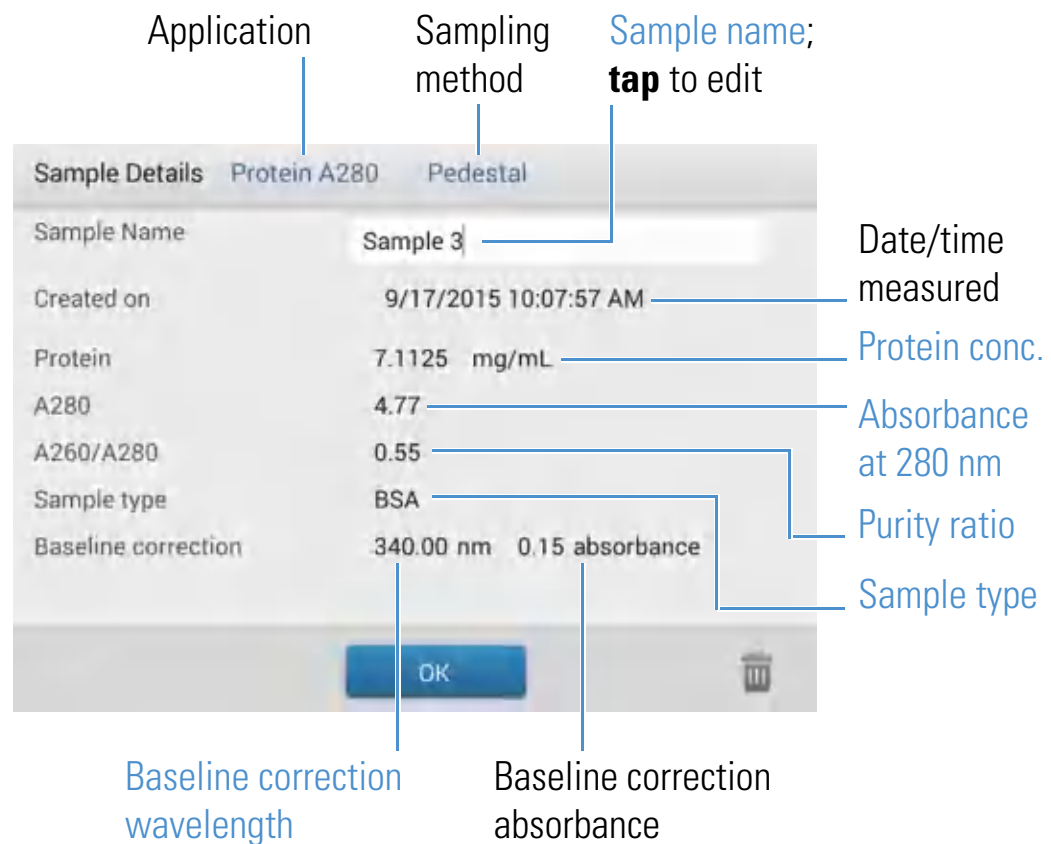 Application
Sampling
method
Sample name;
tap to edit
Sample Details Protein A280 Pedestal
Sample Name Sample 3
Created on 9/17/2015 10:07:57 AM
Protein 7.1125 mg/mL
A280 4.77
A260/A280 0.55
Sample type BSA
Baseline correction 340.00 nm 0.15 absorbance
OK
Date/time
measured
Protein conc.
Absorbance
at 280 nm
Purity ratio
Sample type
Baseline correction
wavelength
Baseline correction
absorbance